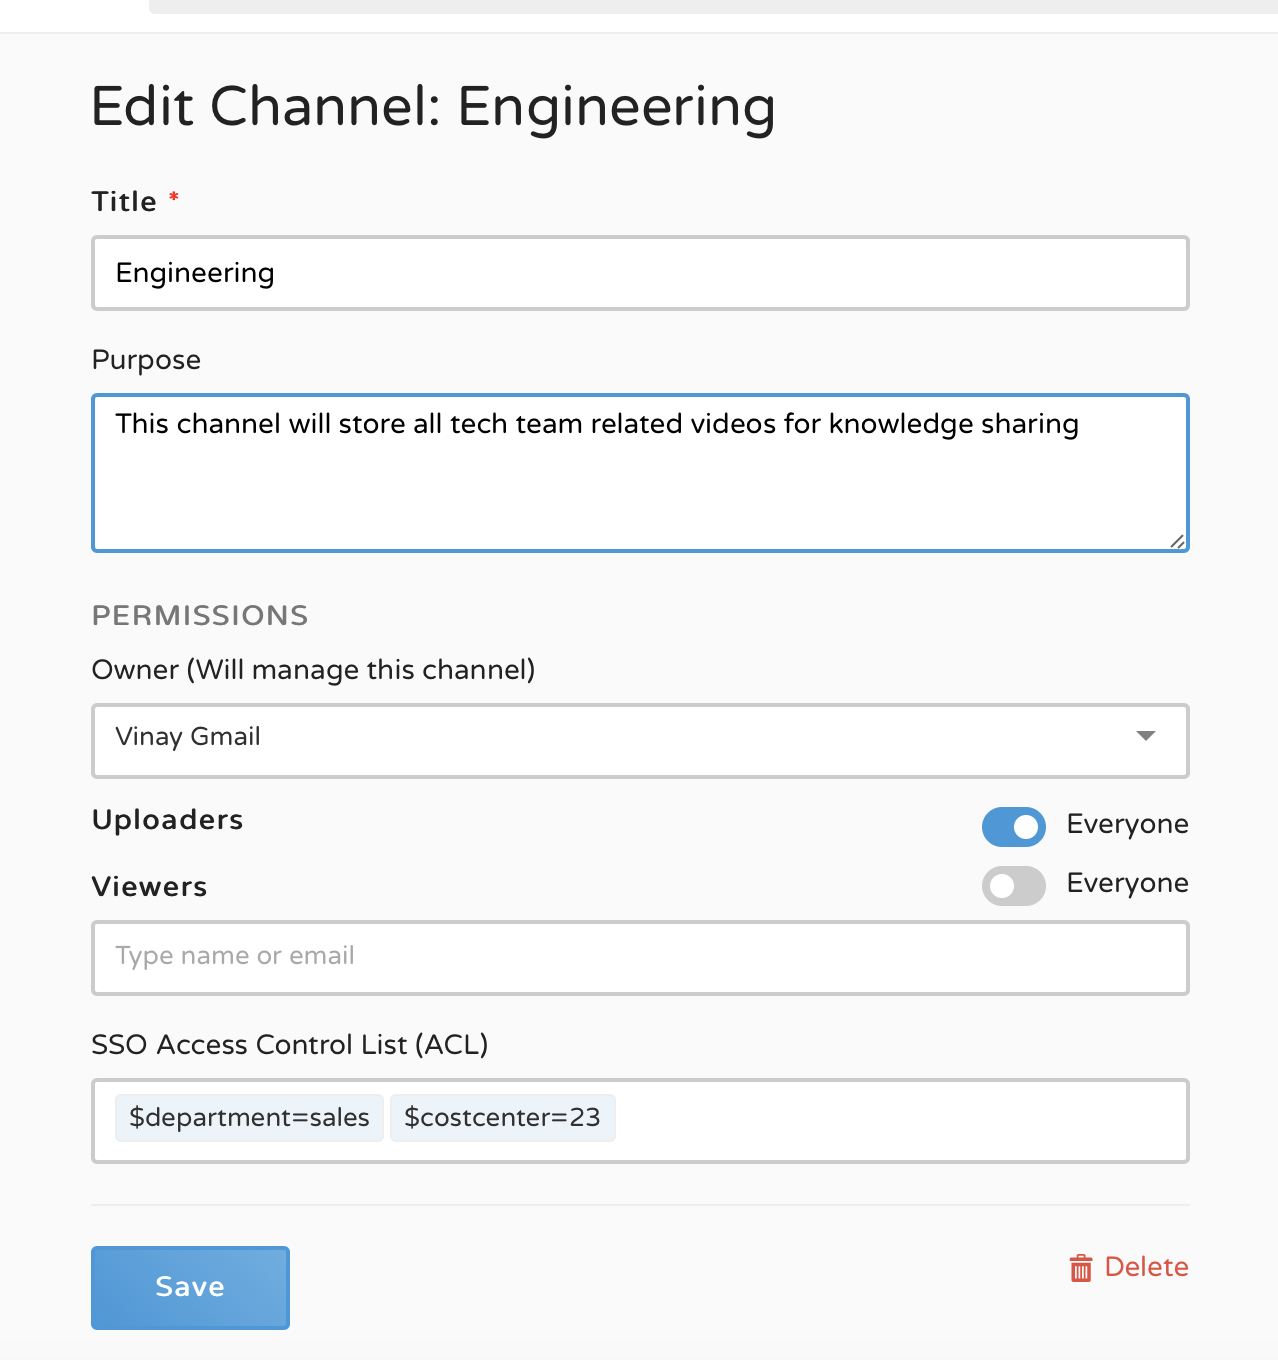 Edit Channel: Engineering
Title *
Engineering
Purpose
This channel will store all tech team related videos for knowledge sharing
PERMISSIONS
Owner (Will manage this channel)
Vinay Gmail
Uploaders
Everyone
Viewers
Everyone
Type name or email
SSO Access Control List (ACL)
$department=sales $costcenter=23
Save
Delete